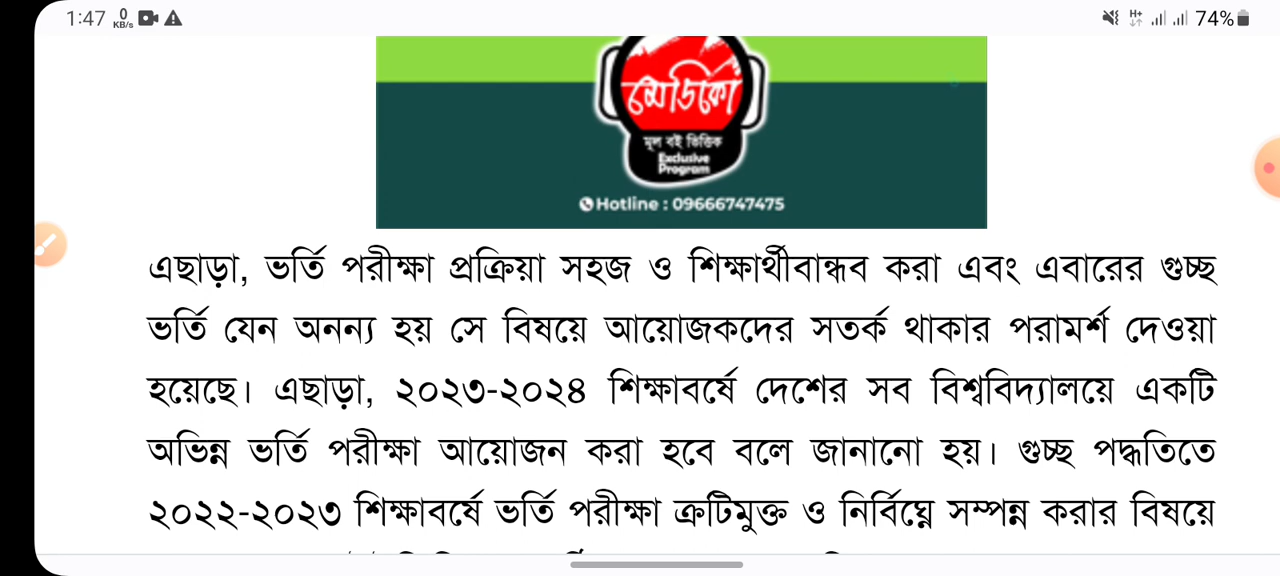 1:47 0 KB/s H+ 74%
মেডিকো
মূল বই ভিত্তিক
Exclusive
Program
Hotline : 09666747475
এছাড়া, ভর্তি পরীক্ষা প্রক্রিয়া সহজ ও শিক্ষার্থীবান্ধব করা এবং এবারের গুচ্ছ
ভর্তি যেন অনন্য হয় সে বিষয়ে আয়োজকদের সতর্ক থাকার পরামর্শ দেওয়া
হয়েছে। এছাড়া, ২০২৩-২০২৪ শিক্ষাবর্ষে দেশের সব বিশ্ববিদ্যালয়ে একটি
অভিন্ন ভর্তি পরীক্ষা আয়োজন করা হবে বলে জানানো হয়। গুচ্ছ পদ্ধতিতে
২০২২-২০২৩ শিক্ষাবর্ষে ভর্তি পরীক্ষা ক্রটিমুক্ত ও নির্বিঘ্নে সম্পন্ন করার বিষয়ে